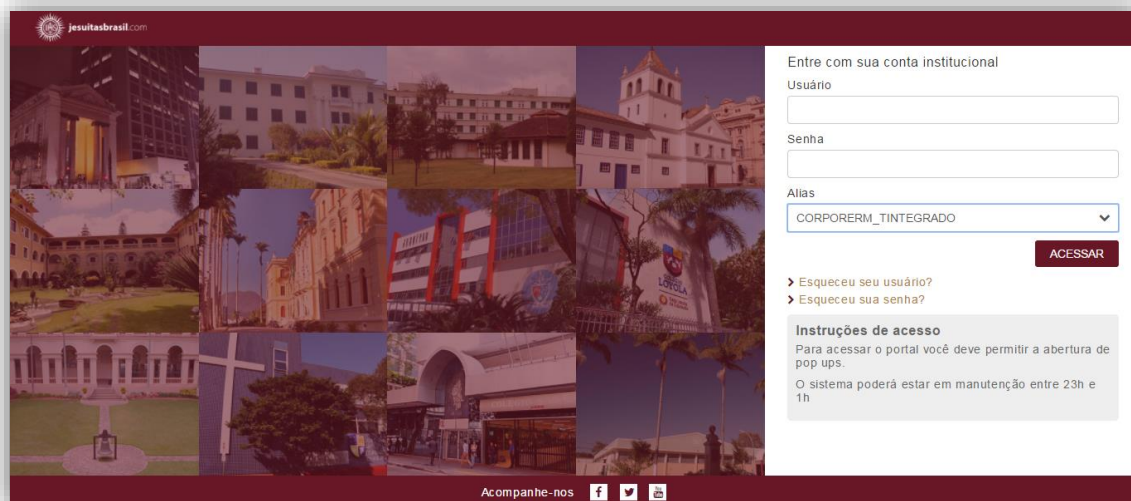 jesuitasbrasil.com
Entre com sua conta institucional
Usuário
Senha
Alias
CORPORERM_TINTEGRADO
ACESSAR
Esqueceu seu usuário?
Esqueceu sua senha?
Instruções de acesso
Para acessar o portal você deve permitir a abertura de
pop ups.
O sistema poderá estar em manutenção entre 23h e
1h
LOYOLA
Acompanhe-nos